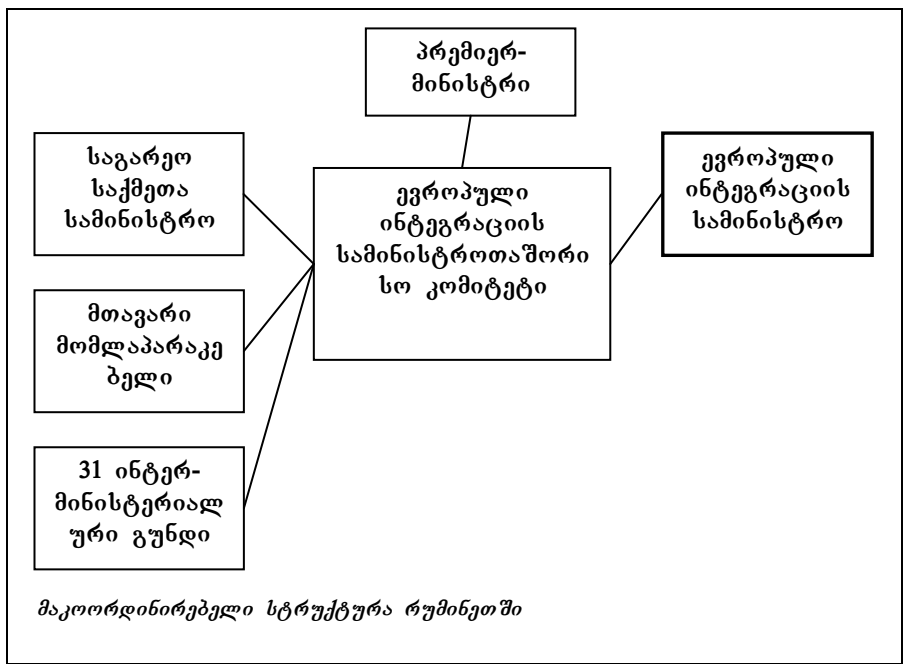 პრემიერ-
მინისტრი
საგარეო
საქმეთა
სამინისტრო
ევროპული
ინტეგრაციის
სამინისტროთაშორი
სო კომიტეტი
ევროპული
ინტეგრაციის
სამინისტრო
მთავარი
მომლაპარაკე
ბელი
31 ინტერ-
მინისტერიალ
ური გუნდი
მაკოორდინირებელი სტრუქტურა რუმინეთში